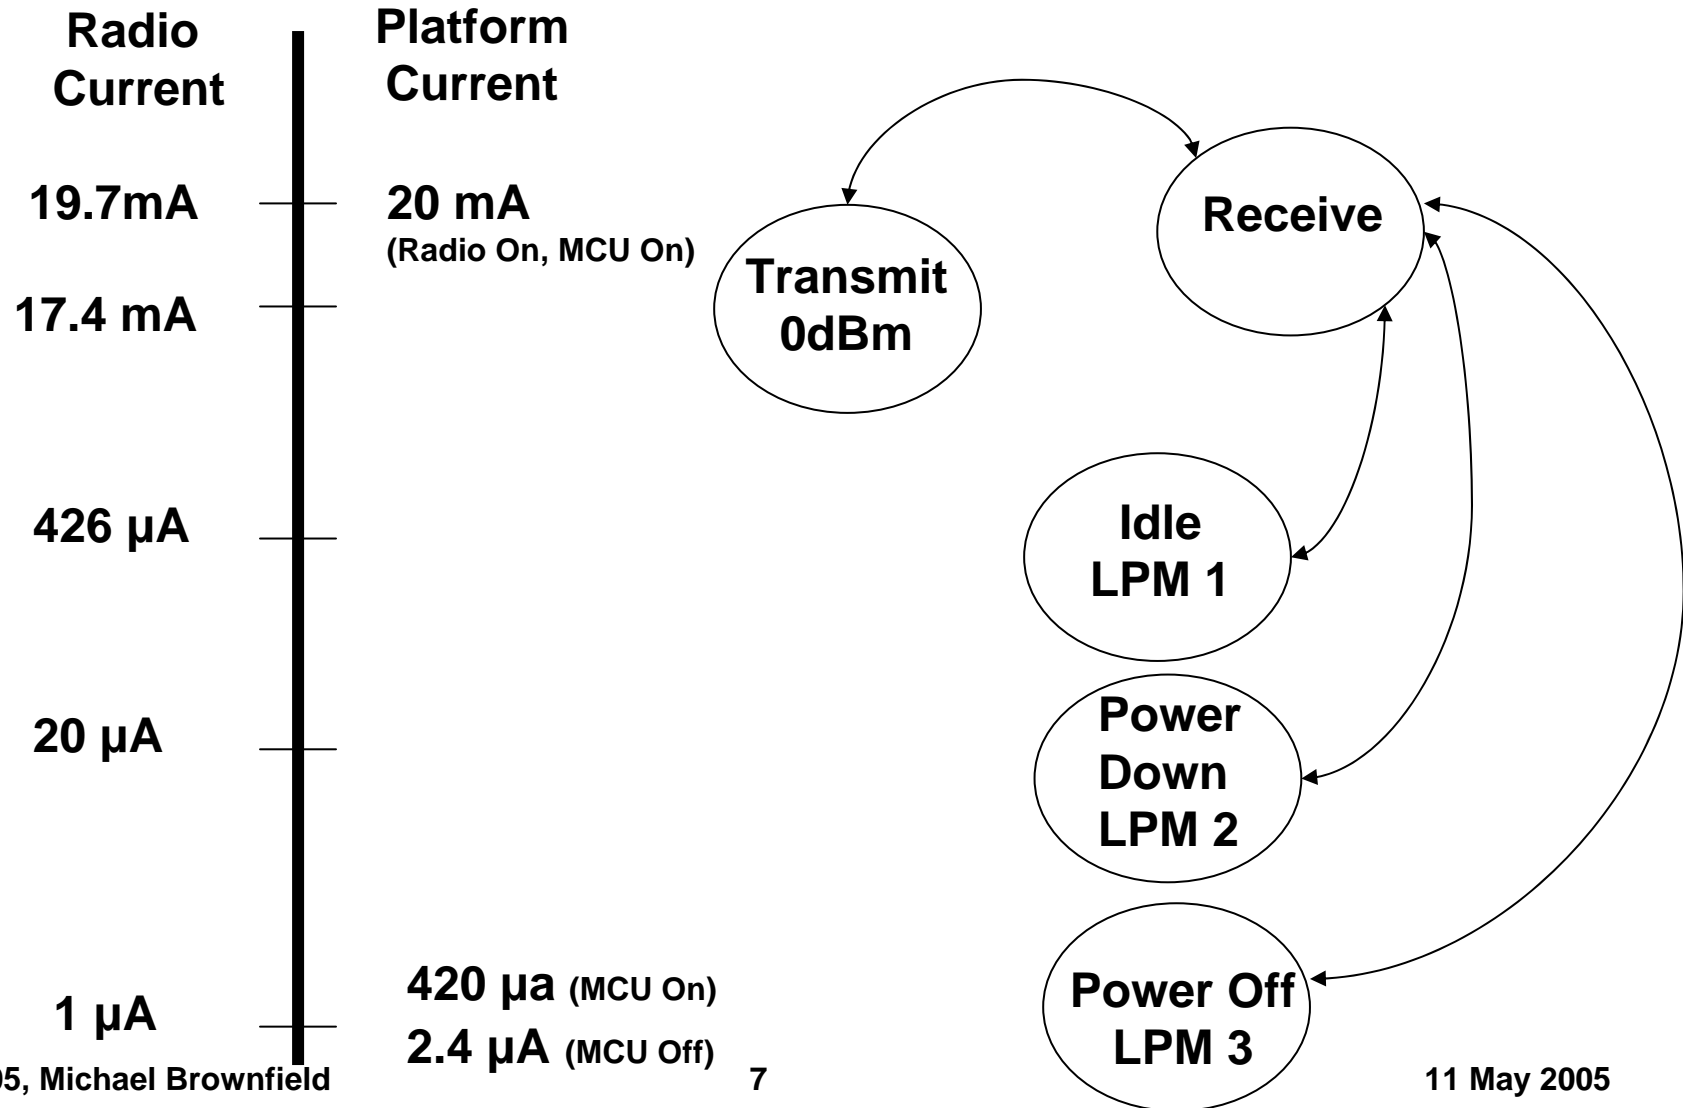 Radio
Current
Platform
Current
19.7mA
20 mA
(Radio On, MCU On)
17.4 mA
426 µA
20 µA
1 µA
420 µa (MCU On)
2.4 µA (MCU Off)
Receive
Transmit
0dBm
Idle
LPM 1
Power
Down
LPM 2
Power Off
LPM 3
05, Michael Brownfield
7
11 May 2005